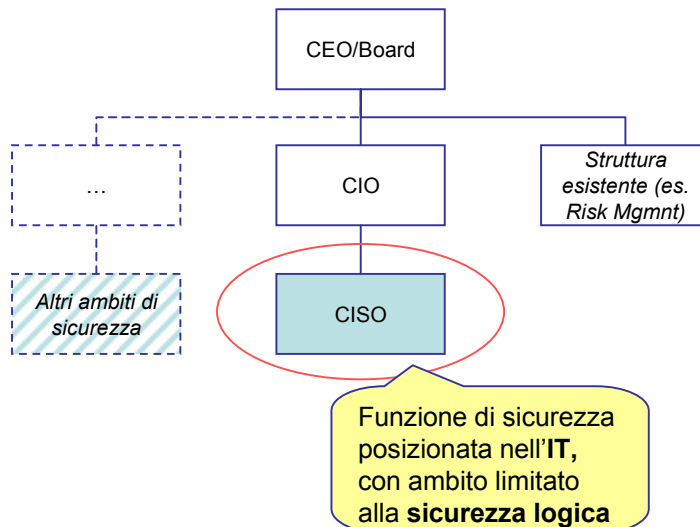 CEO/Board
...
CIO
Struttura
esistente (es.
Risk Mgmnt)
Altri ambiti di
sicurezza
CISO
Funzione di sicurezza
posizionata nell'IT,
con ambito limitato
alla sicurezza logica